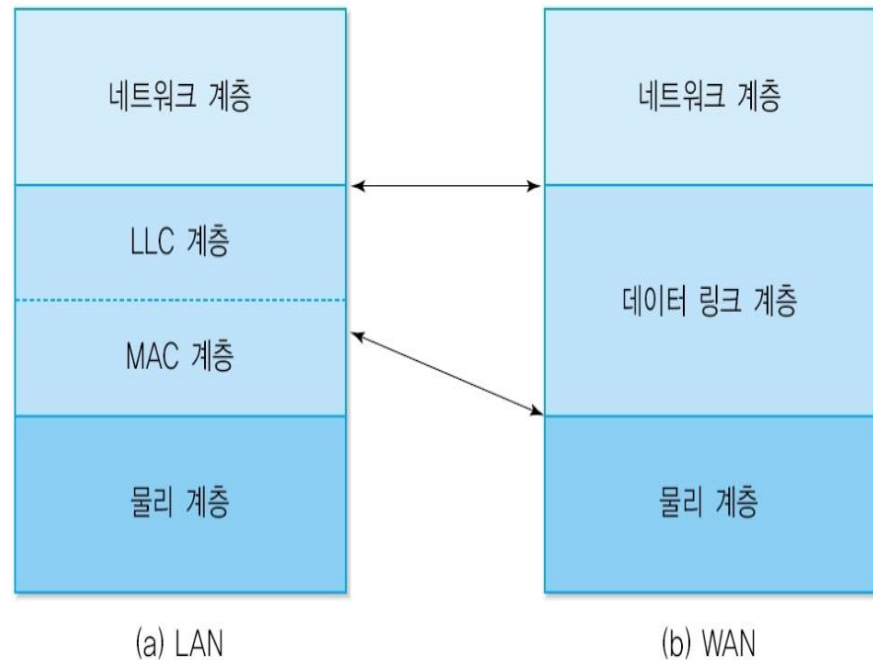 네트워크 계층
LLC 계층
MAC 계층
물리 계층
(a) LAN
네트워크 계층
데이터 링크 계층
물리 계층
(b) WAN